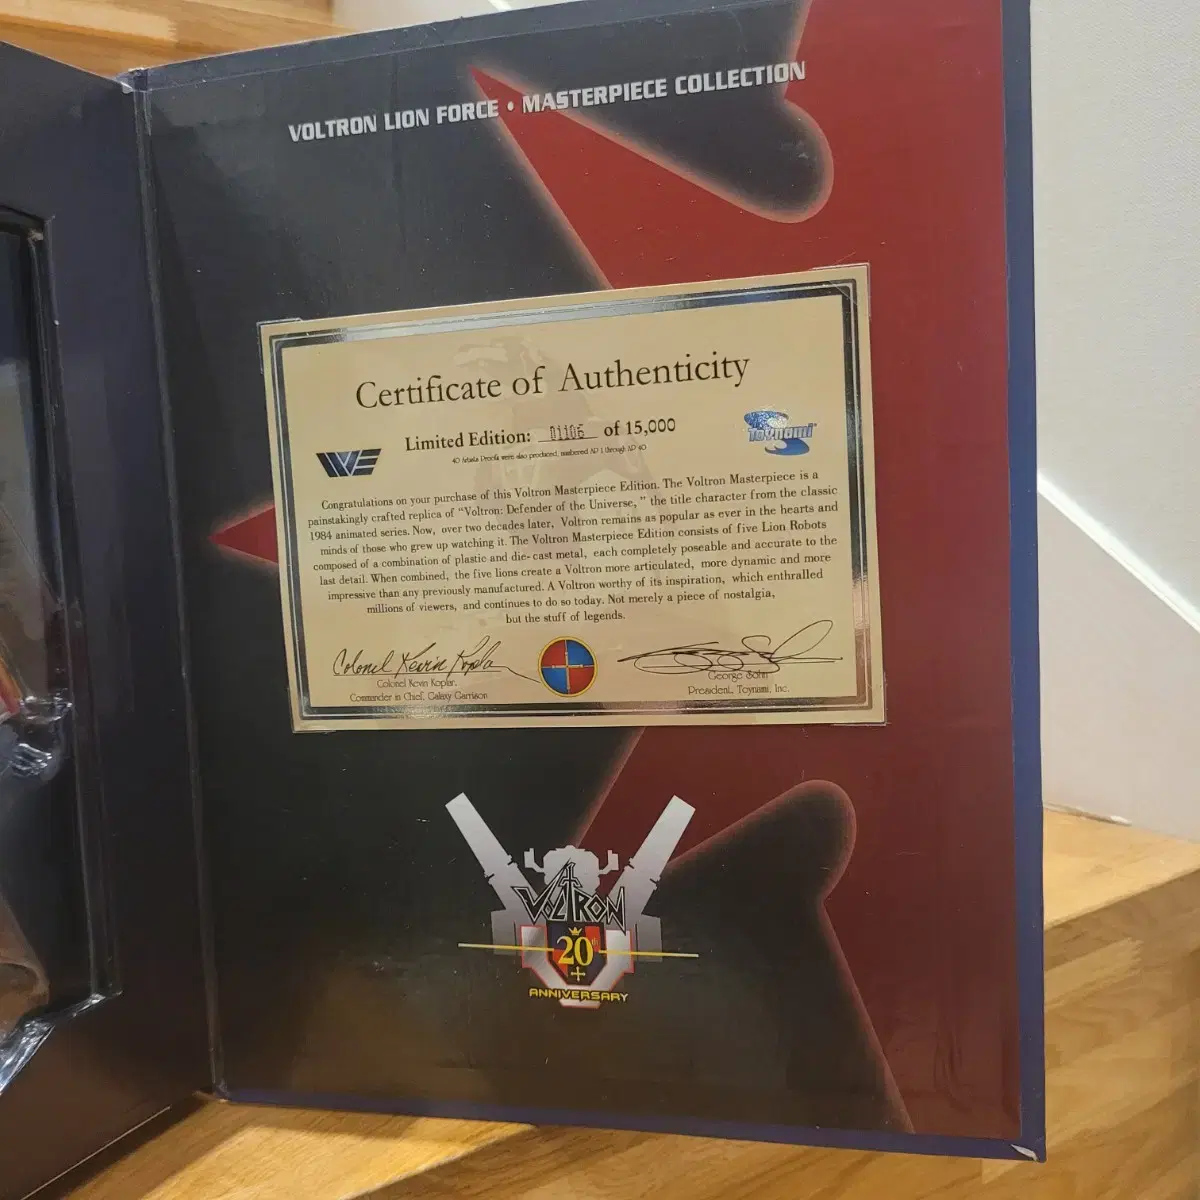 VOLTRON LION FORCE • MASTERPIECE COLLECTION
Certificate of Authenticity
Limited Edition: 01106 of 15,000
40 Artists Proofs were also produced, numbered AP 1 through AP 40
WE
TOYNAMI
Congratulations on your purchase of this Voltron Masterpiece Edition. The Voltron Masterpiece is a
painstakingly crafted replica of "Voltron: Defender of the Universe, " the title character from the classic
1984 animated series. Now, over two decades later, Voltron remains as popular as ever in the hearts and
minds of those who grew up watching it. The Voltron Masterpiece Edition consists of five Lion Robots
composed of a combination of plastic and die-cast metal, each completely poseable and accurate to the
last detail. When combined, the five lions create a Voltron more articulated, more dynamic and more
impressive than any previously manufactured. A Voltron worthy of its inspiration, which enthralled
millions of viewers, and continues to do so today. Not merely a piece of nostalgia,
but the stuff of legends.
Colonel Kevin Koplar
Colonel Kevin Koplar.
Commander in Chief, Galaxy Garrison
George Sohn
President, Toynami, Inc.
VOLTRON
20th
ANNIVERSARY